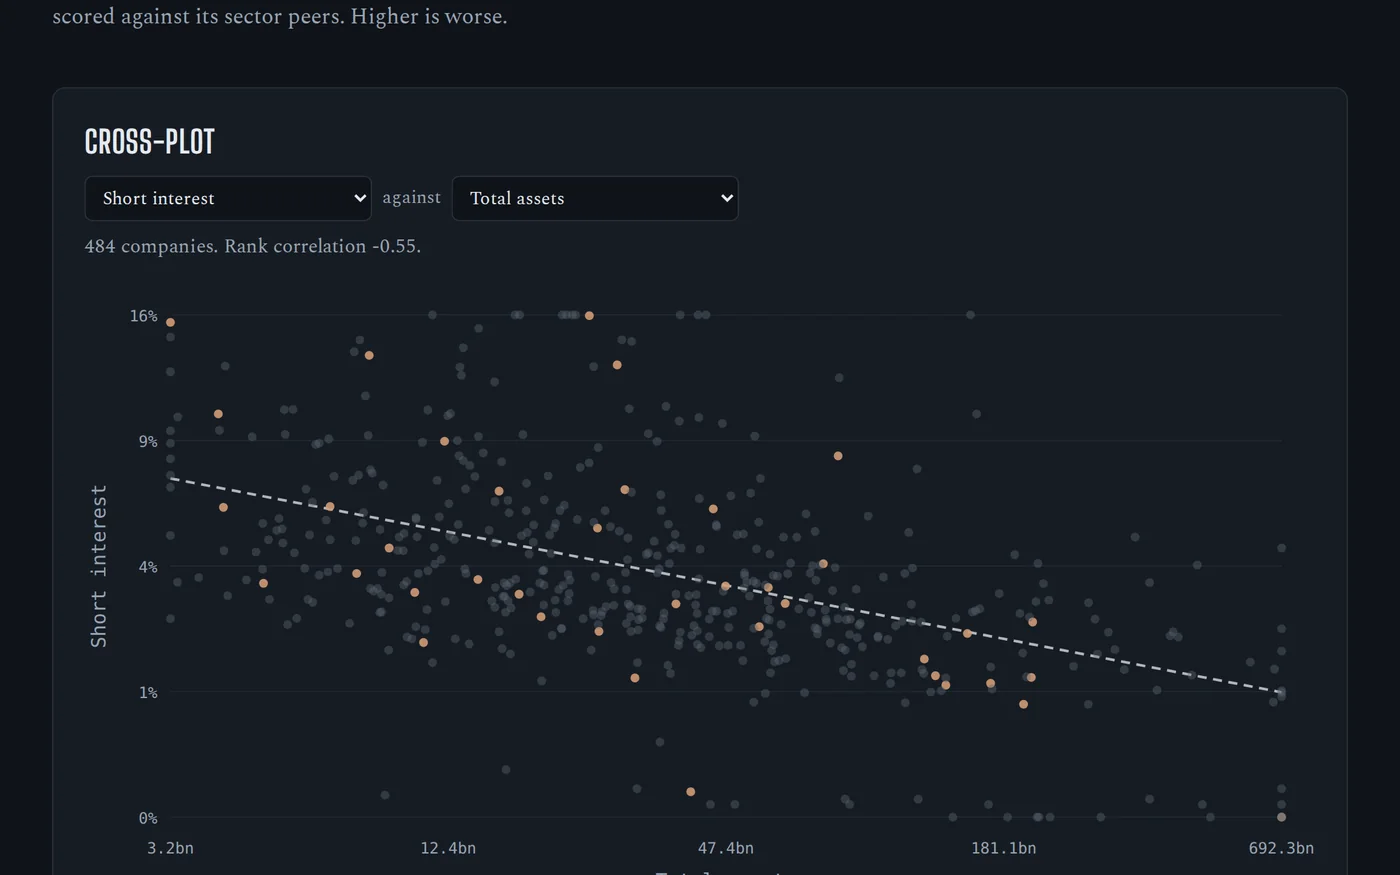 scored against its sector peers. Higher is worse.
CROSS-PLOT
Short interest against Total assets
484 companies. Rank correlation -0.55.
16%
9%
4%
1%
0%
Short interest
3.2bn 12.4bn 47.4bn 181.1bn 692.3bn